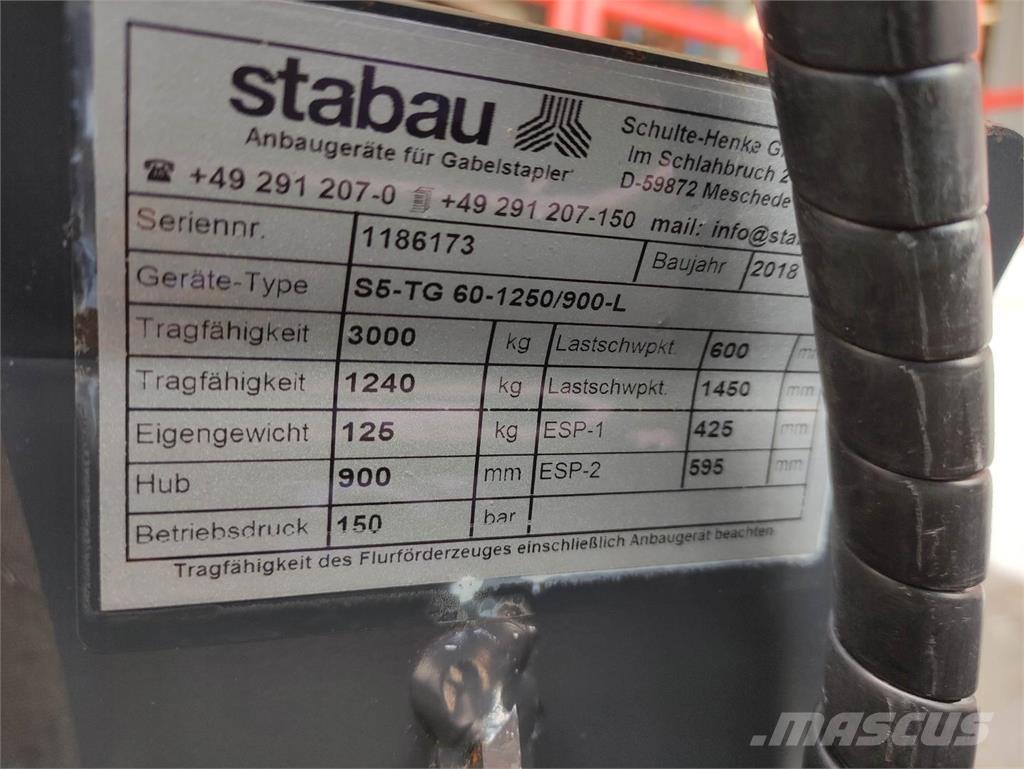 stabau
Anbaugeräte für Gabelstapler
Schulte-Henke
Im Schlahbruch
D-59872 Meschede
+49 291 207-0 +49 291 207-150 mail:
Seriennr. 1186173 Baujahr 2018
Geräte-Type S5-TG 60-1250/900-L
Tragfähigkeit 3000 kg Lastschwpkt. 600
Tragfähigkeit 1240 kg Lastschwpkt. 1450 mm
Eigengewicht 125 kg ESP-1 425 mm
Hub 900 mm ESP-2 595 mm
Betriebsdruck 150 bar
Tragfähigkeit des Flurförderzeuges einschließlich Anbaugerät beachten
MASCUS